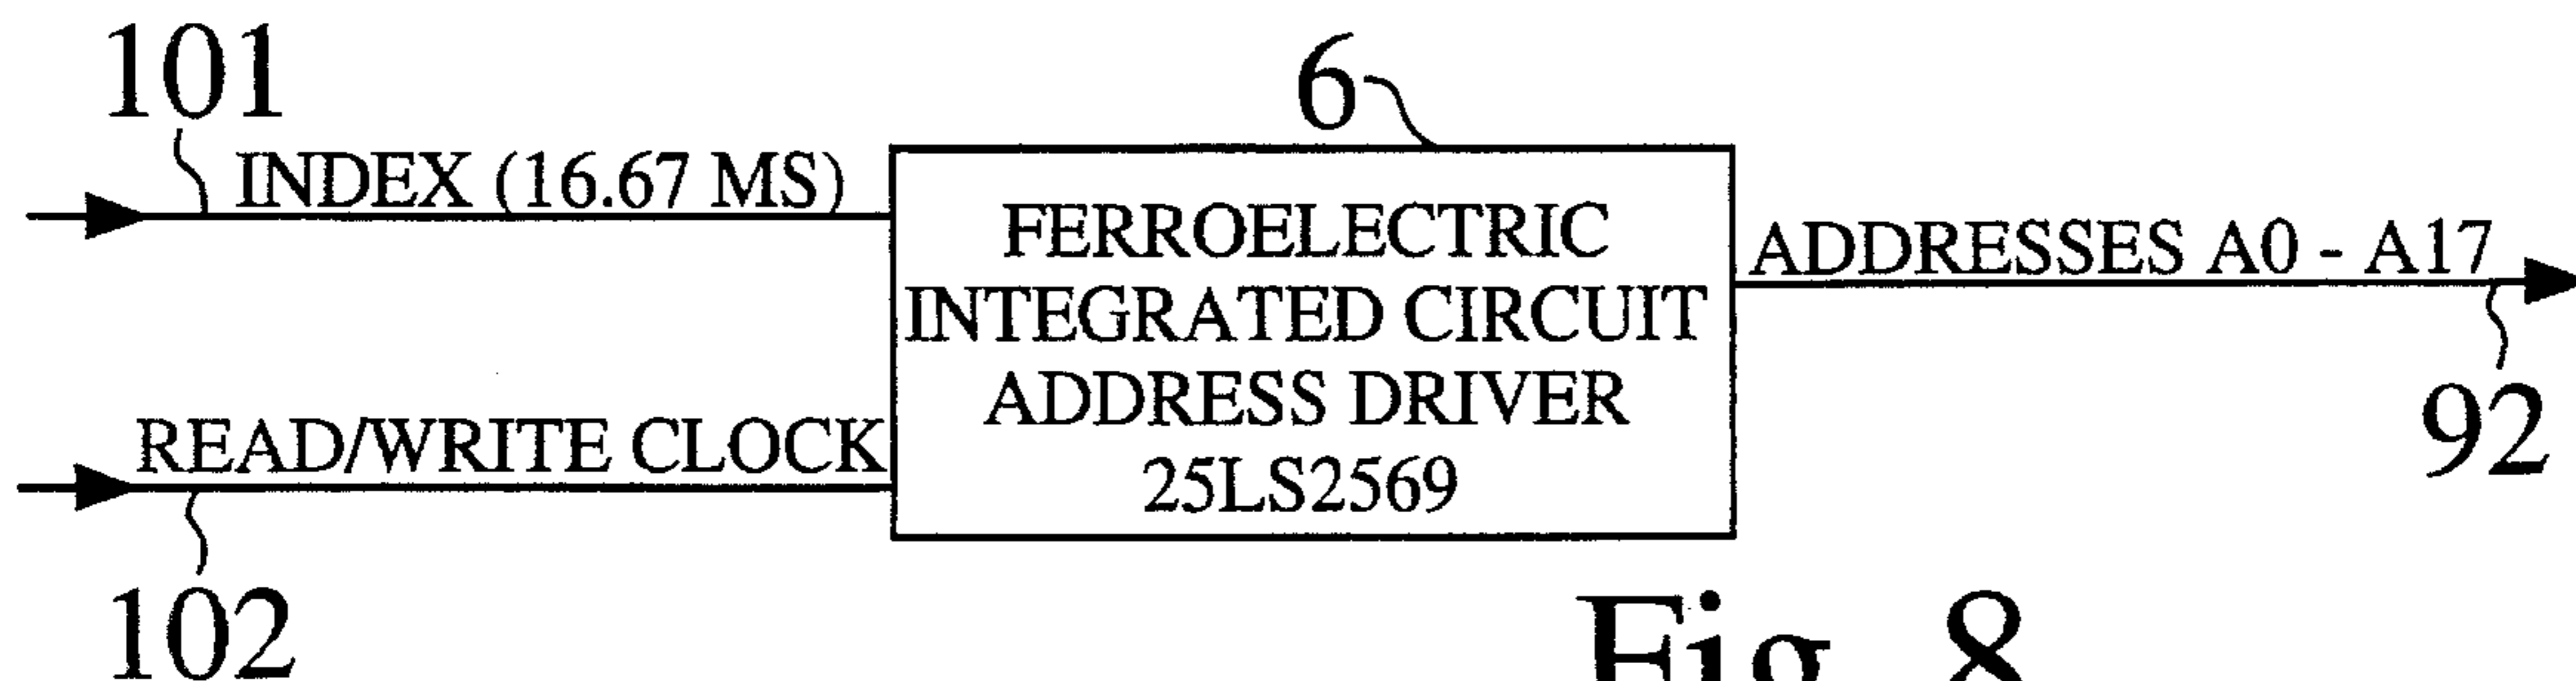 101
6
INDEX (16.67 MS)
FERROELECTRIC
INTEGRATED CIRCUIT
ADDRESS DRIVER
25LS2569
ADDRESSES A0 - A17
READ/WRITE CLOCK
92
102
Fig. 8